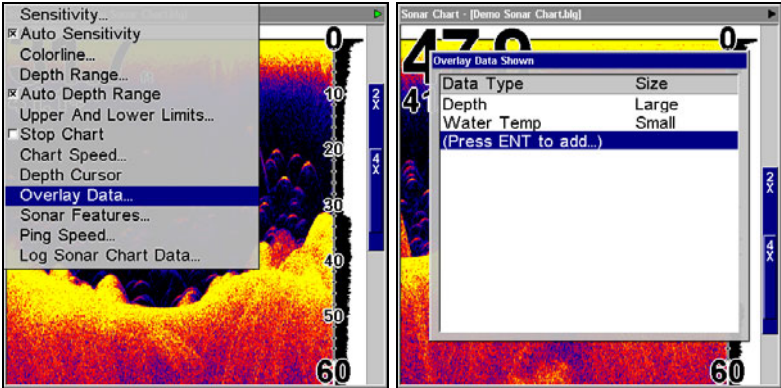 Sensitivity...
Auto Sensitivity
Colorline...
Depth Range...
Auto Depth Range
Upper And Lower Limits...
Stop Chart
Chart Speed...
Depth Cursor
Overlay Data...
Sonar Features...
Ping Speed...
Log Sonar Chart Data...
0
10
20
30
40
50
60
2X
4X
Sonar Chart - [Demo Sonar Chart.blg]
0
Overlay Data Shown
Data Type Size
Depth Large
Water Temp Small
(Press ENT to add...)
2X
4X
60